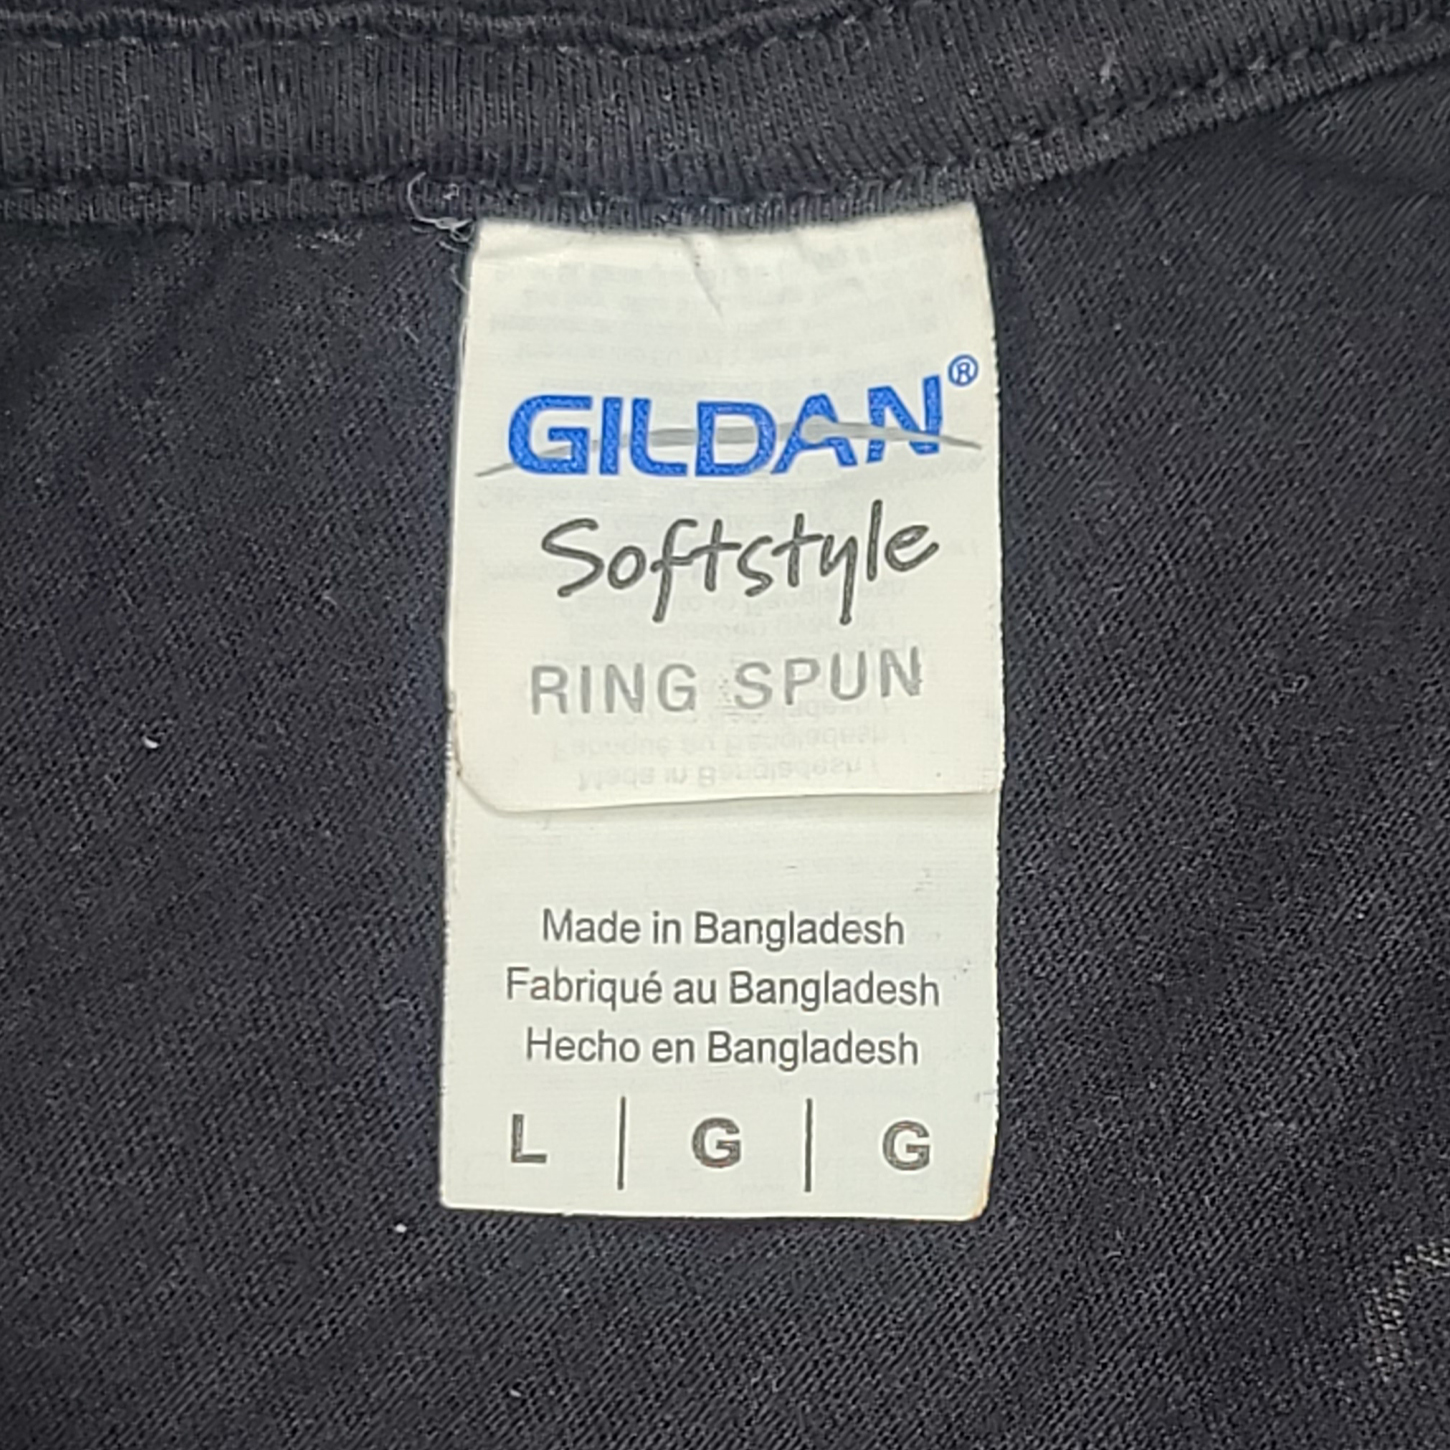 GILDAN®
Softstyle
RING SPUN
Made in Bangladesh
Fabriqué au Bangladesh
Hecho en Bangladesh
L | G | G